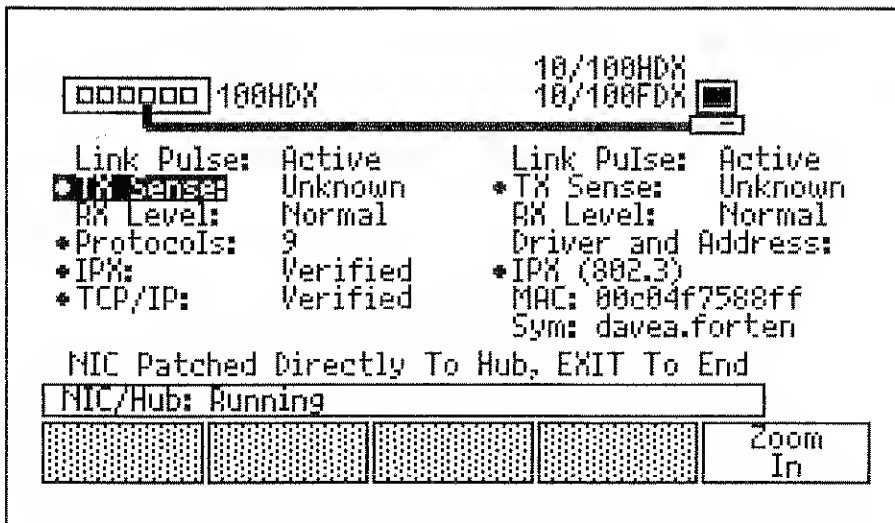 100HDX
10/100HDX
10/100FDX
Link Pulse: Active
•TX Sense: Unknown
RX Level: Normal
•Protocols: 9
•IPX: Verified
•TCP/IP: Verified
Link Pulse: Active
•TX Sense: Unknown
RX Level: Normal
Driver and Address:
•IPX (802.3)
MAC: 00c04f7588ff
Sym: davea.forten
NIC Patched Directly To Hub, EXIT To End
NIC/Hub: Running
Zoom
In